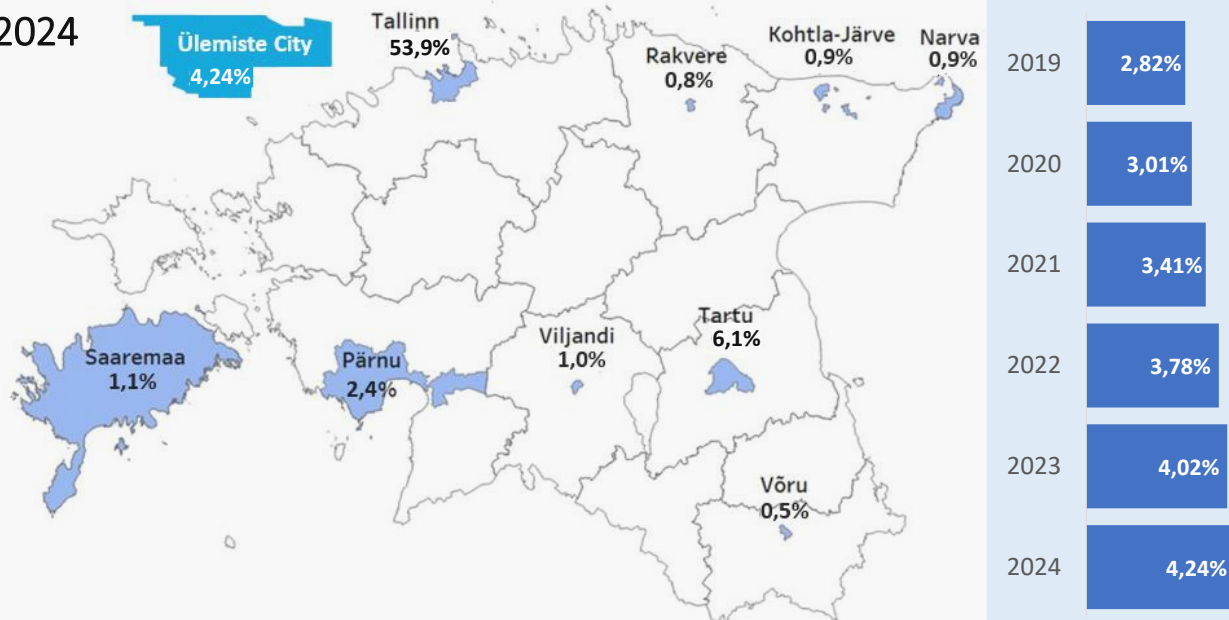 2024
Ülemiste City
4,24%
Tallinn
53,9%
Rakvere
0,8%
Kohtla-Järve
0,9%
Narva
0,9%
Saaremaa
1,1%
Pärnu
2,4%
Viljandi
1,0%
Tartu
6,1%
Võru
0,5%
2019
2,82%
2020
3,01%
2021
3,41%
2022
3,78%
2023
4,02%
2024
4,24%